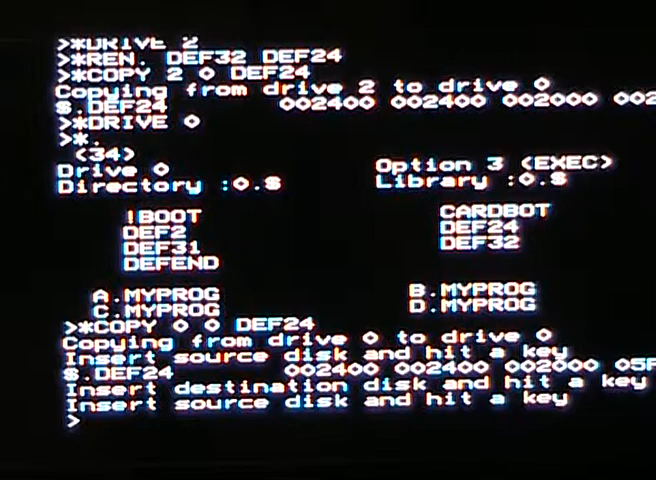 >*DRIVE 2
>*REN. DEF32 DEF24
>*COPY 2 0 DEF24
Copying from drive 2 to drive 0
$.DEF24 002400 002400 002000 002
>*DRIVE 0
>*.
<34>
Drive 0 Option 3 <EXEC>
Directory :0.$ Library :0.$
!BOOT CARDBOT
DEF2 DEF24
DEF31 DEF32
DEFEND
A.MYPROG B.MYPROG
C.MYPROG D.MYPROG
>*COPY 0 0 DEF24
Copying from drive 0 to drive 0
Insert source disk and hit a key
$.DEF24 002400 002400 002000 05F
Insert destination disk and hit a key
Insert source disk and hit a key
>